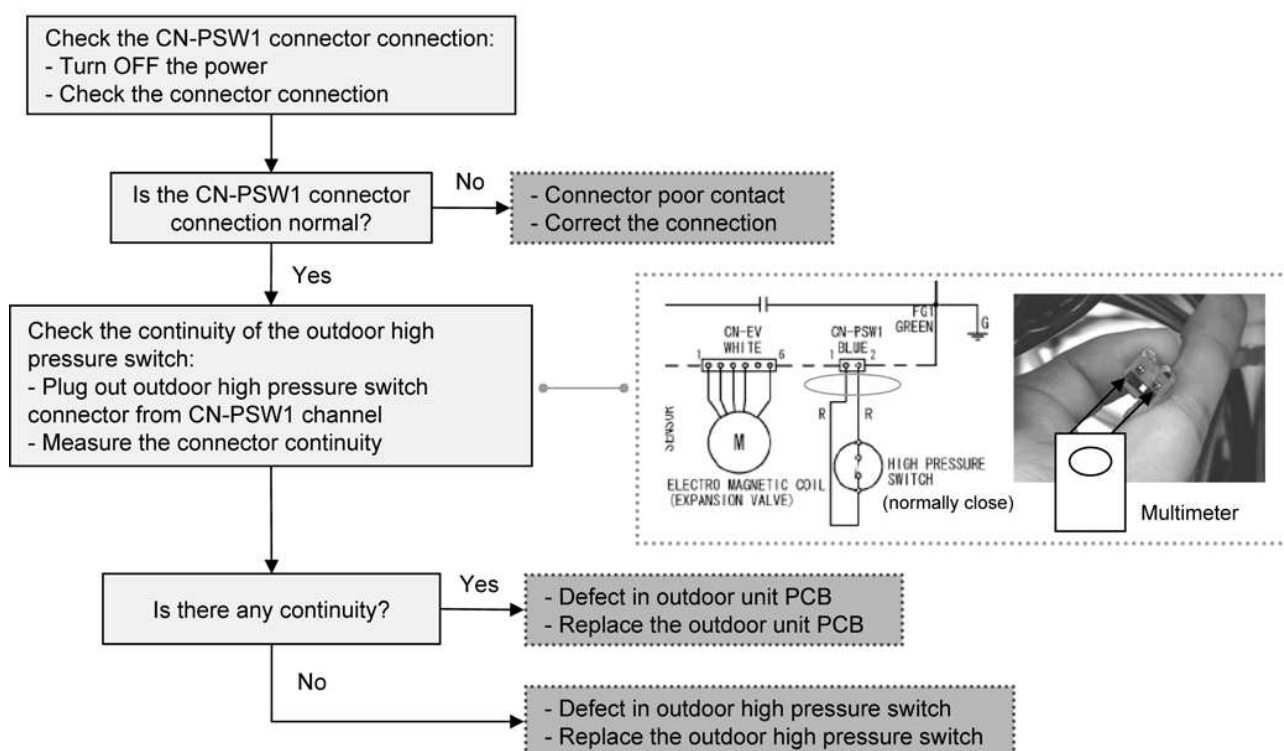 Check the CN-PSW1 connector connection:
- Turn OFF the power
- Check the connector connection
Is the CN-PSW1 connector
connection normal?
No
- Connector poor contact
- Correct the connection
Yes
Check the continuity of the outdoor high
pressure switch:
- Plug out outdoor high pressure switch
connector from CN-PSW1 channel
- Measure the connector continuity
FG1
GREEN
G
CN-EV
WHITE
1
6
CN-PSW1
BLUE
1
2
SENSOR
R
R
M
ELECTRO MAGNETIC COIL
(EXPANSION VALVE)
HIGH PRESSURE
SWITCH
(normally close)
Multimeter
Is there any continuity?
Yes
- Defect in outdoor unit PCB
- Replace the outdoor unit PCB
No
- Defect in outdoor high pressure switch
- Replace the outdoor high pressure switch